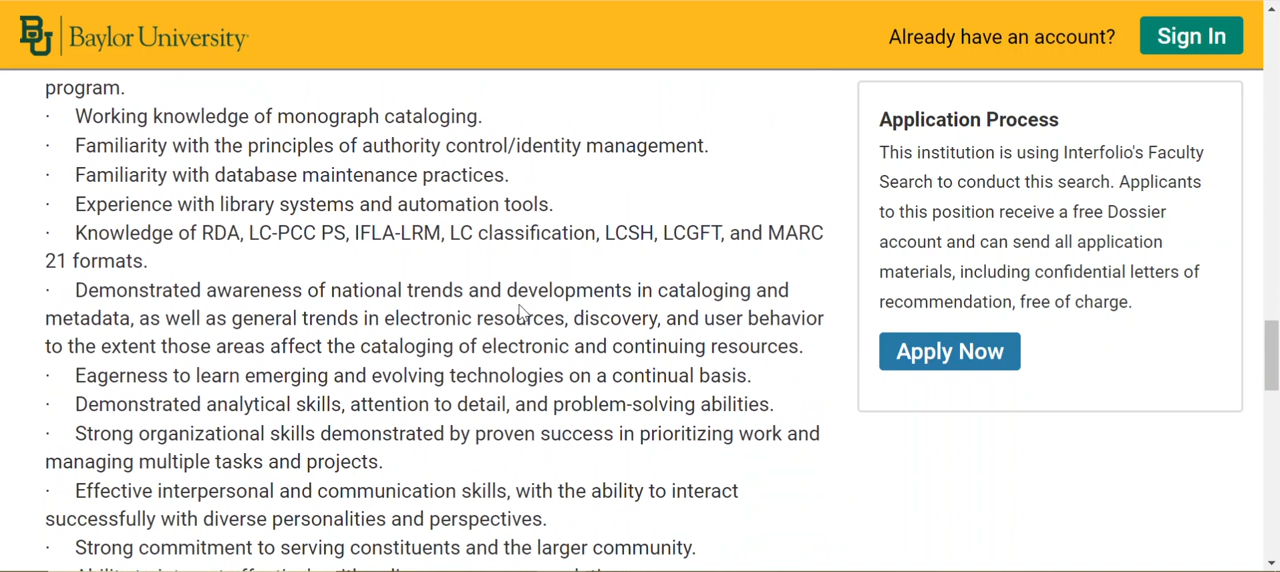 BU Baylor University
Already have an account? Sign In
program.
· Working knowledge of monograph cataloging.
· Familiarity with the principles of authority control/identity management.
· Familiarity with database maintenance practices.
· Experience with library systems and automation tools.
· Knowledge of RDA, LC-PCC PS, IFLA-LRM, LC classification, LCSH, LCGFT, and MARC
21 formats.
· Demonstrated awareness of national trends and developments in cataloging and
metadata, as well as general trends in electronic resources, discovery, and user behavior
to the extent those areas affect the cataloging of electronic and continuing resources.
· Eagerness to learn emerging and evolving technologies on a continual basis.
· Demonstrated analytical skills, attention to detail, and problem-solving abilities.
· Strong organizational skills demonstrated by proven success in prioritizing work and
managing multiple tasks and projects.
· Effective interpersonal and communication skills, with the ability to interact
successfully with diverse personalities and perspectives.
· Strong commitment to serving constituents and the larger community.
Application Process
This institution is using Interfolio's Faculty
Search to conduct this search. Applicants
to this position receive a free Dossier
account and can send all application
materials, including confidential letters of
recommendation, free of charge.
Apply Now